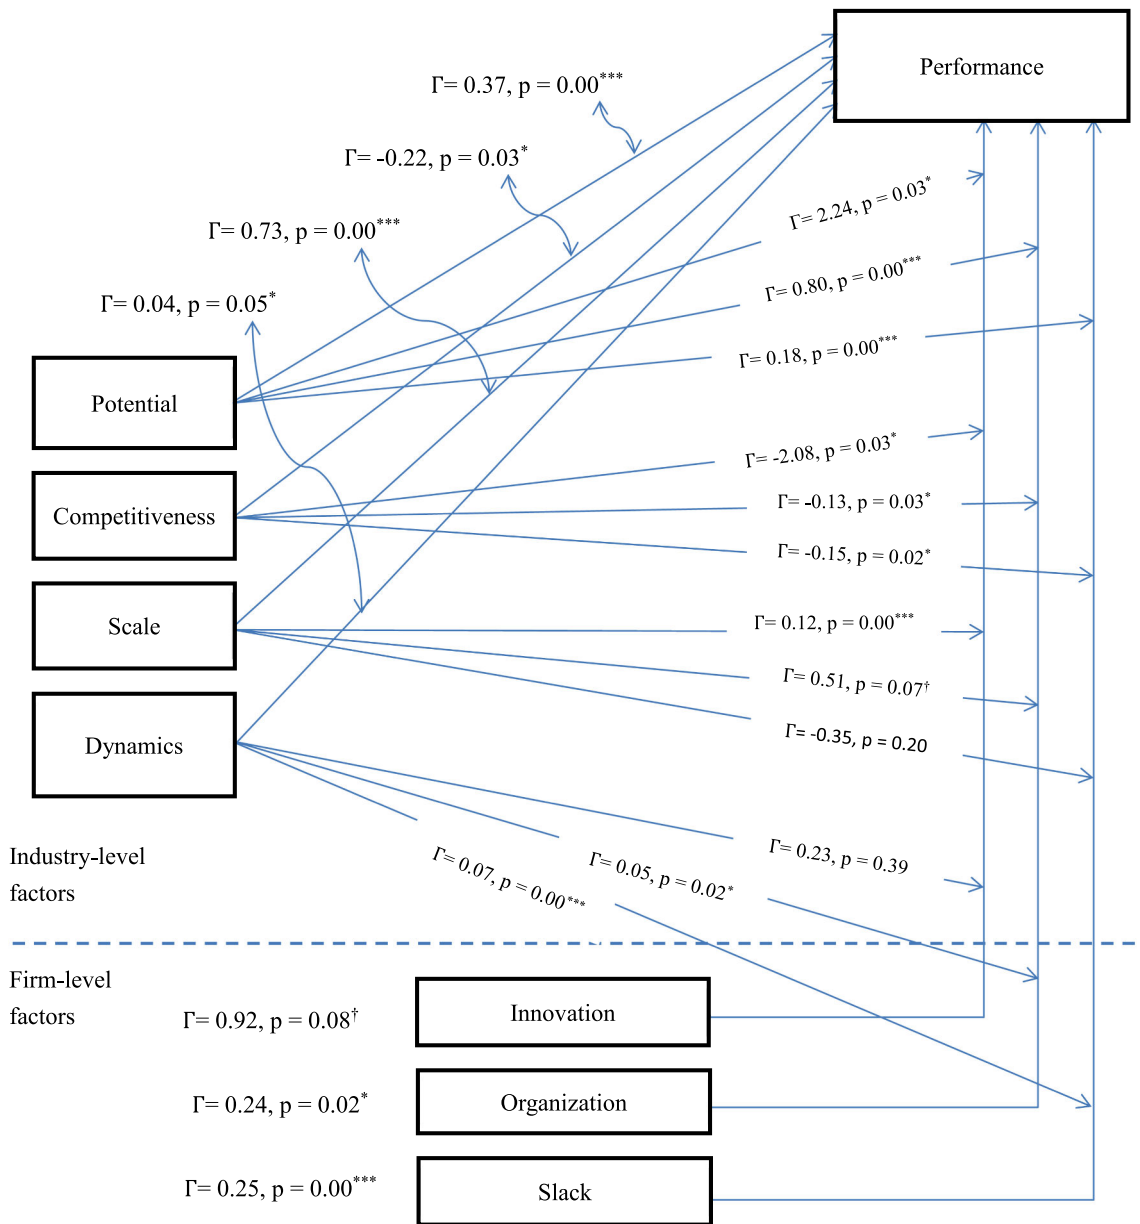 Performance
Γ= 0.37, p = 0.00***
Γ= -0.22, p = 0.03*
Γ= 2.24, p = 0.03*
Γ= 0.73, p = 0.00***
Γ= 0.80, p = 0.00***
Γ= 0.04, p = 0.05*
Γ= 0.18, p = 0.00***
Potential
Γ= -2.08, p = 0.03*
Γ= -0.13, p = 0.03*
Competitiveness
Γ= -0.15, p = 0.02*
Scale
Γ= 0.12, p = 0.00***
Γ= 0.51, p = 0.07†
Γ= -0.35, p = 0.20
Dynamics
Γ= 0.23, p = 0.39
Γ= 0.05, p = 0.02*
Γ= 0.07, p = 0.00***
Industry-level
factors
Firm-level
factors
Innovation
Γ= 0.92, p = 0.08†
Organization
Γ= 0.24, p = 0.02*
Slack
Γ= 0.25, p = 0.00***